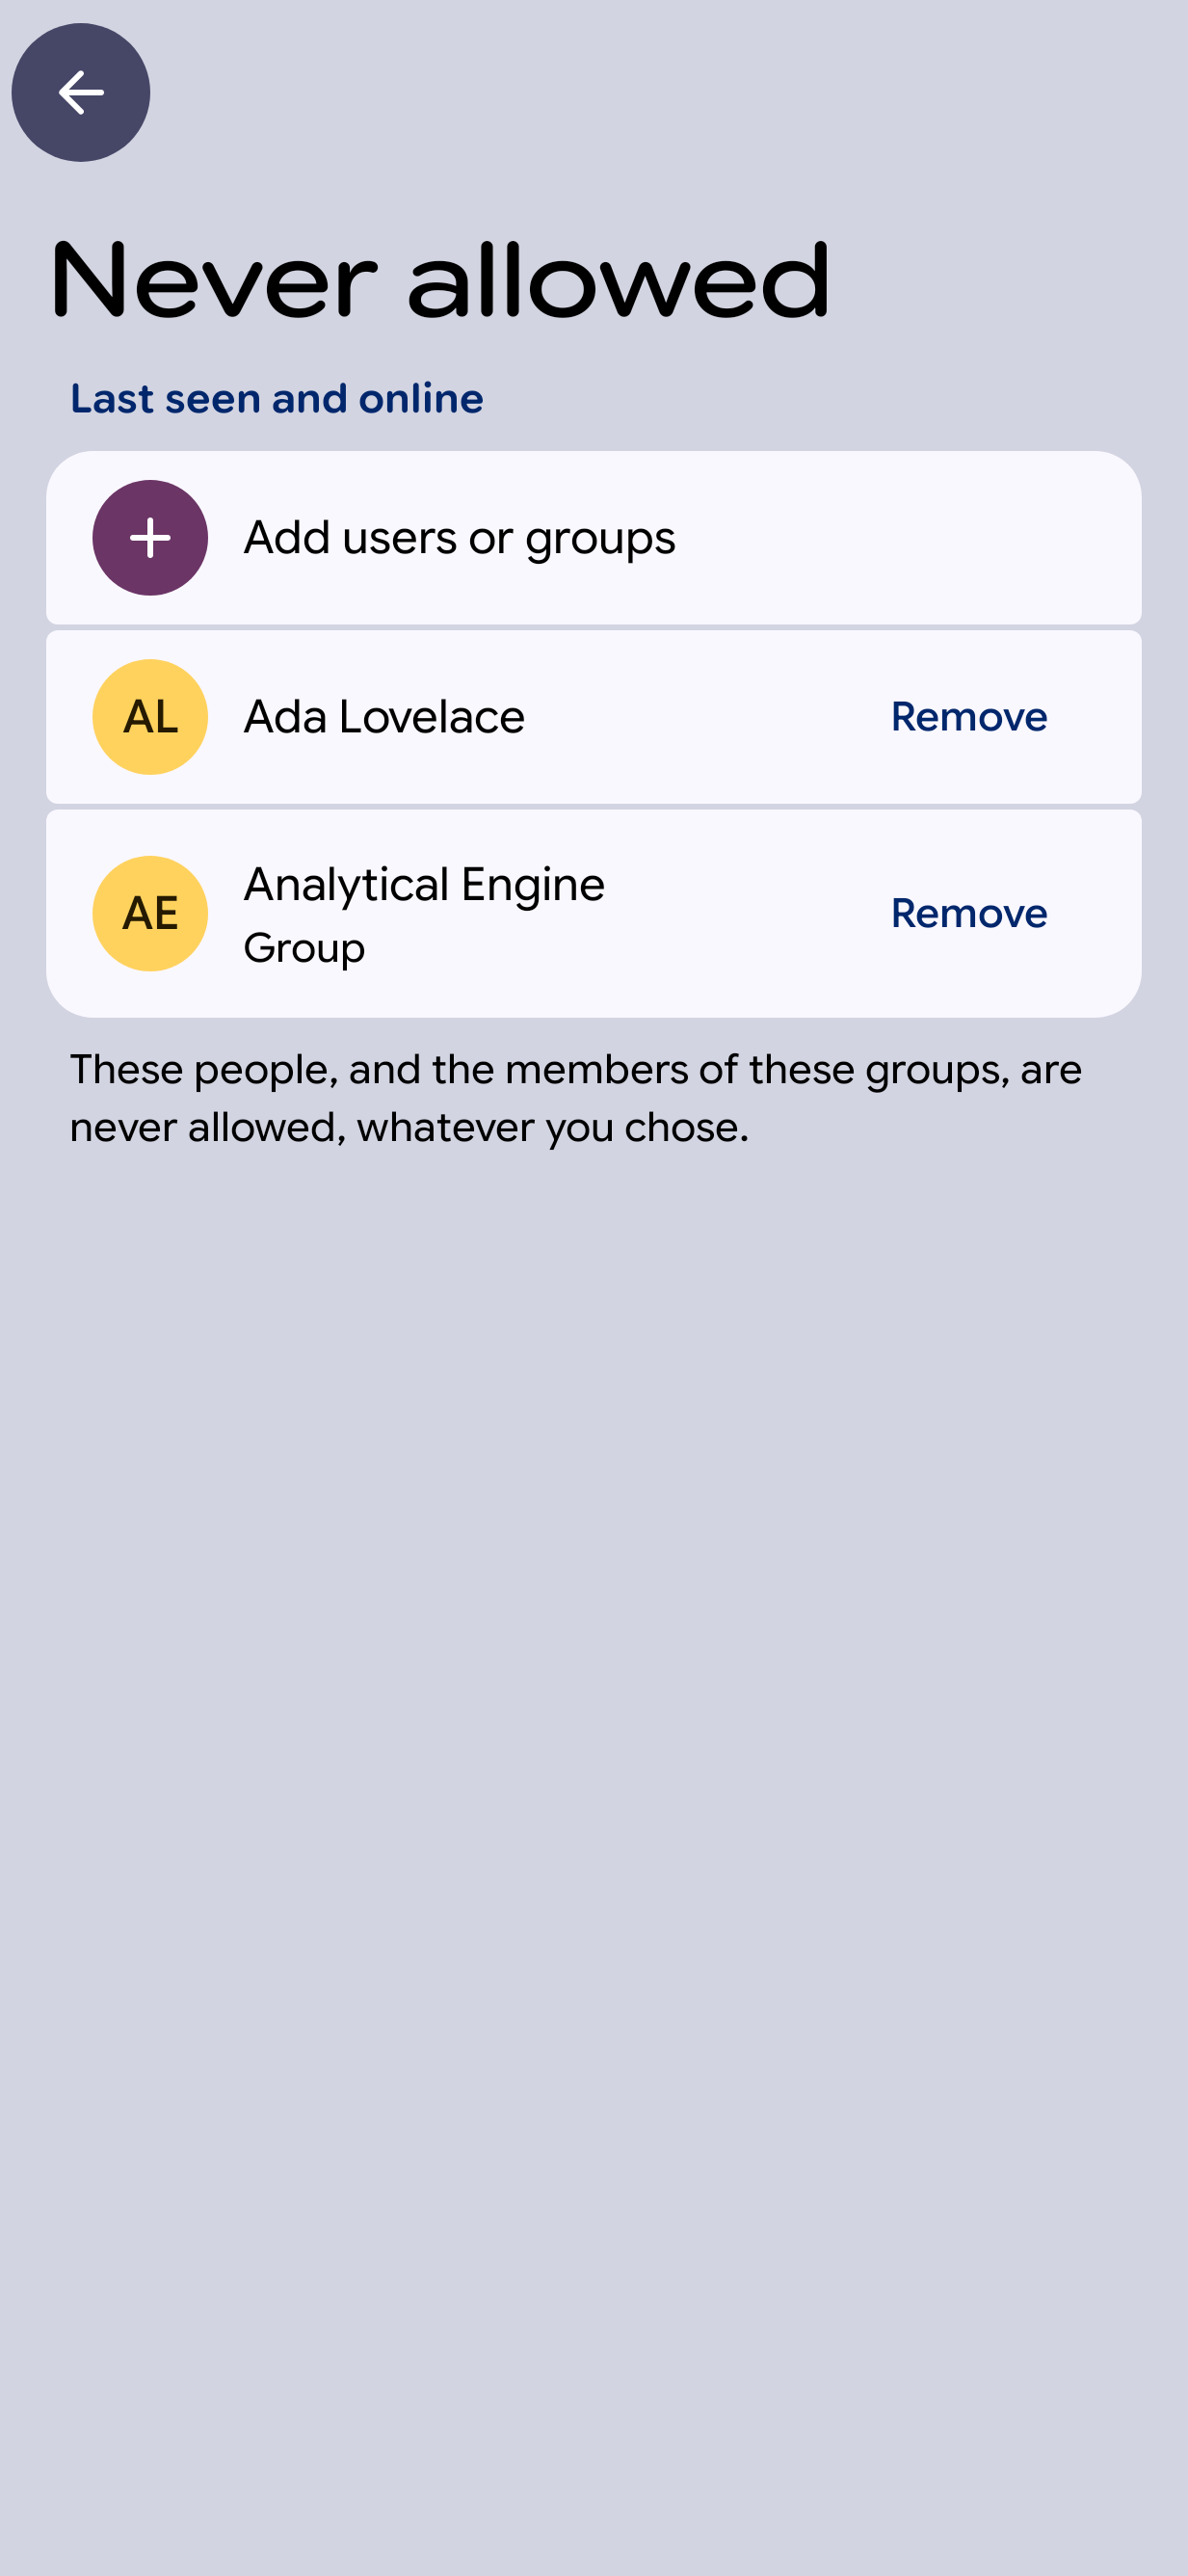 Never allowed
Last seen and online
Add users or groups
AL
Ada Lovelace
Remove
AE
Analytical Engine
Group
Remove
These people, and the members of these groups, are
never allowed, whatever you chose.